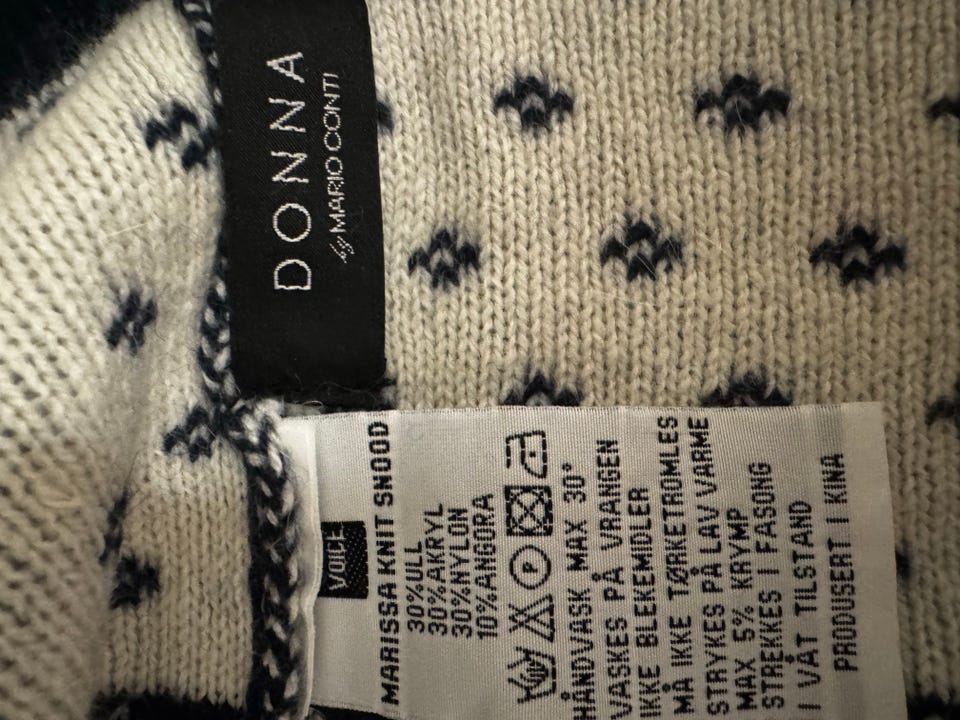 DONNA
by MARIO CONTI
VOICE
MARISSA KNIT SNOOD
30%ULL
30%AKRYL
30%NYLON
10%ANGORA
HÅNDVASK MAX 30°
VASKES PÅ VRANGEN
IKKE BLEKEMIDLER
MÅ IKKE TØRKETROMLES
STRYKES PÅ LAV VARME
MAX 5% KRYMP
STREKKES I FASONG
I VÅT TILSTAND
PRODUSERT I KINA